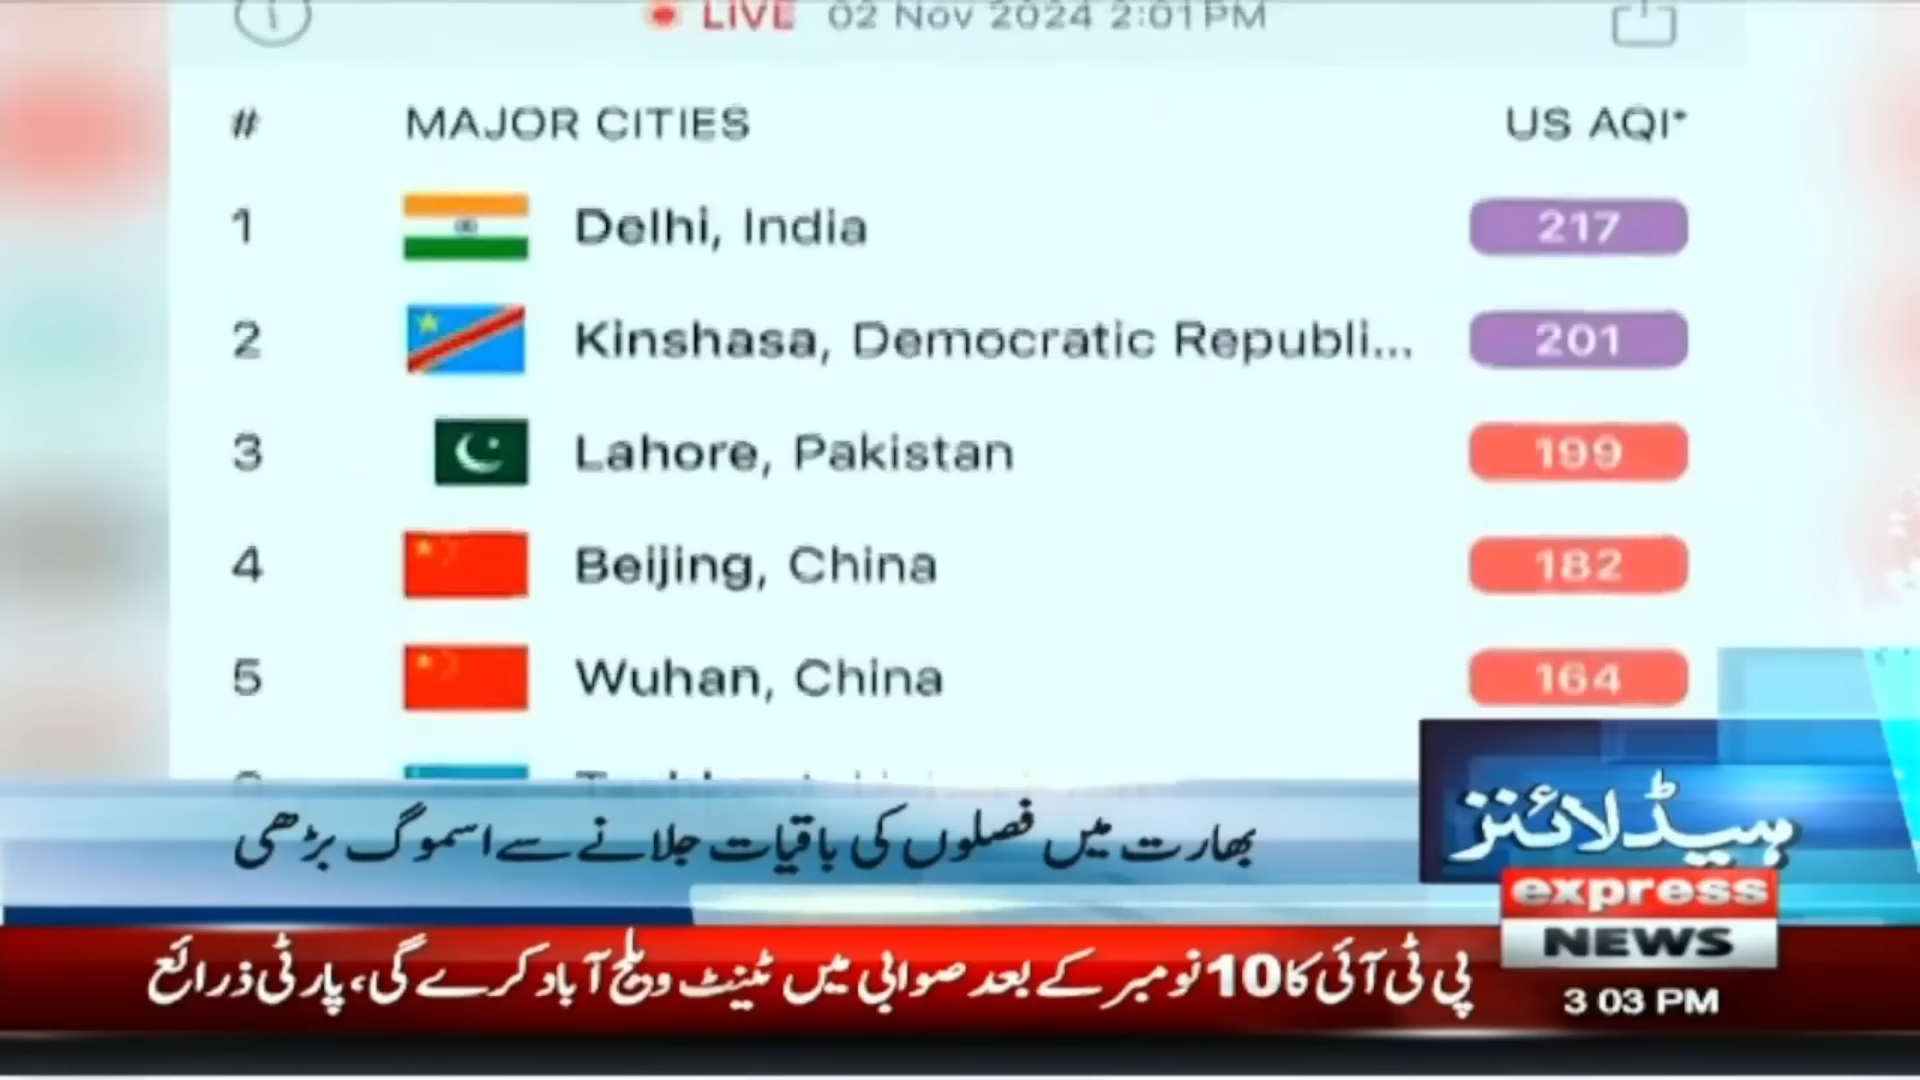 LIVE 02 Nov 2024 2:01 PM
# MAJOR CITIES US AQI*
1 Delhi, India 217
2 Kinshasa, Democratic Republi... 201
3 Lahore, Pakistan 199
4 Beijing, China 182
5 Wuhan, China 164
ہیڈلائنز
بھارت میں فصلوں کی باقیات جلانے سے اسموگ بڑھی
express
NEWS
پی ٹی آئی کا 10 نومبر کے بعد صوابی میں ٹینٹ ویلج آباد کرے گی، پارٹی ذرائع
3 03 PM